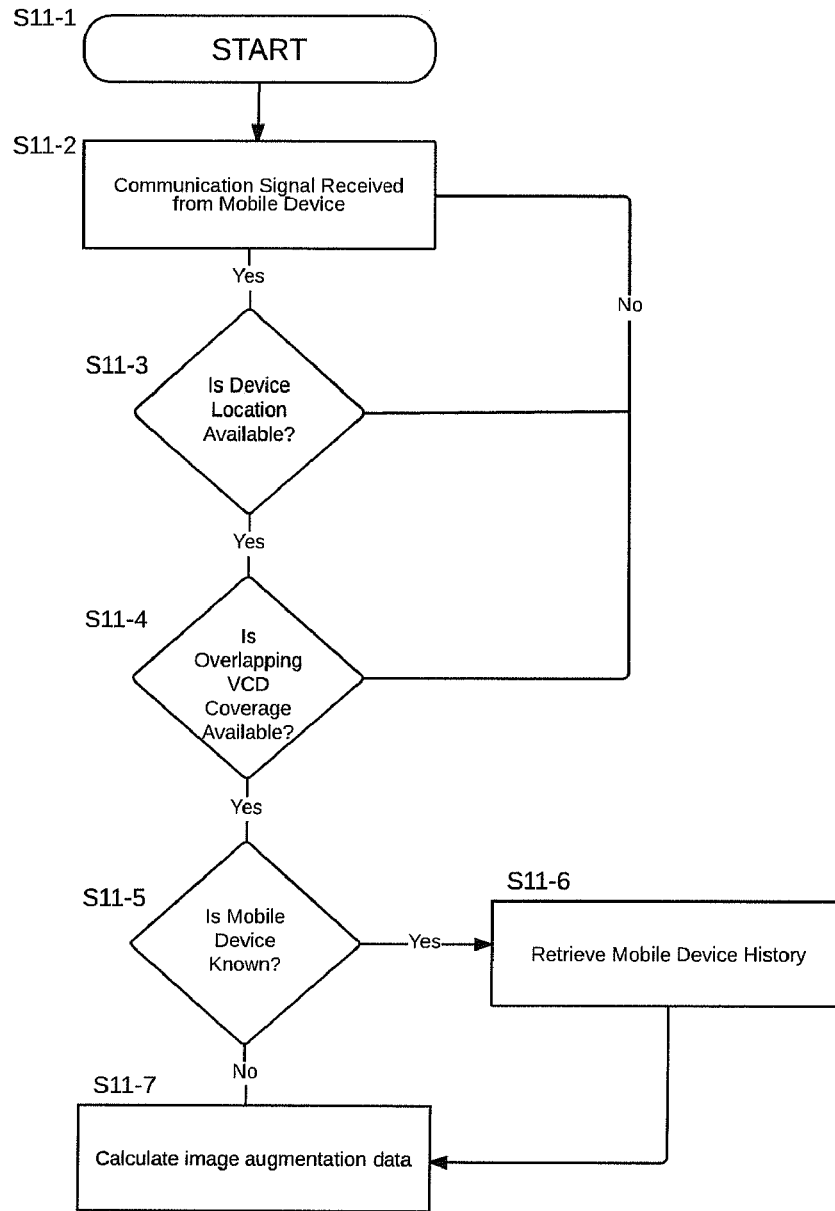 S11-1
START
S11-2
Communication Signal Received
from Mobile Device
Yes
No
S11-3
Is Device
Location
Available?
Yes
S11-4
Is
Overlapping
VCD
Coverage
Available?
Yes
S11-5
Is Mobile
Device
Known?
Yes
S11-6
Retrieve Mobile Device History
No
S11-7
Calculate image augmentation data